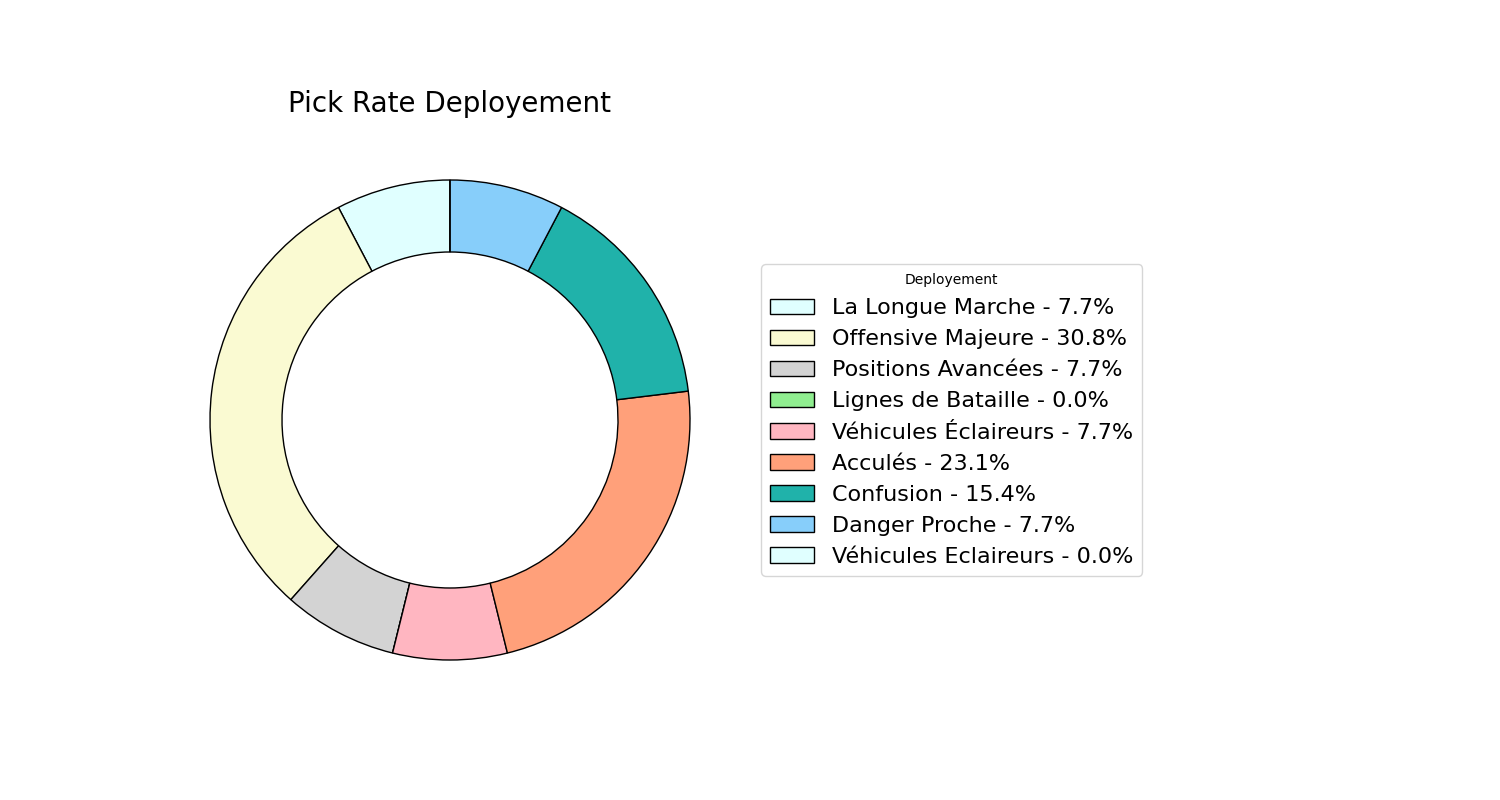 Pick Rate Deployement
Deployement
La Longue Marche - 7.7%
Offensive Majeure - 30.8%
Positions Avancées - 7.7%
Lignes de Bataille - 0.0%
Véhicules Éclaireurs - 7.7%
Acculés - 23.1%
Confusion - 15.4%
Danger Proche - 7.7%
Véhicules Eclaireurs - 0.0%